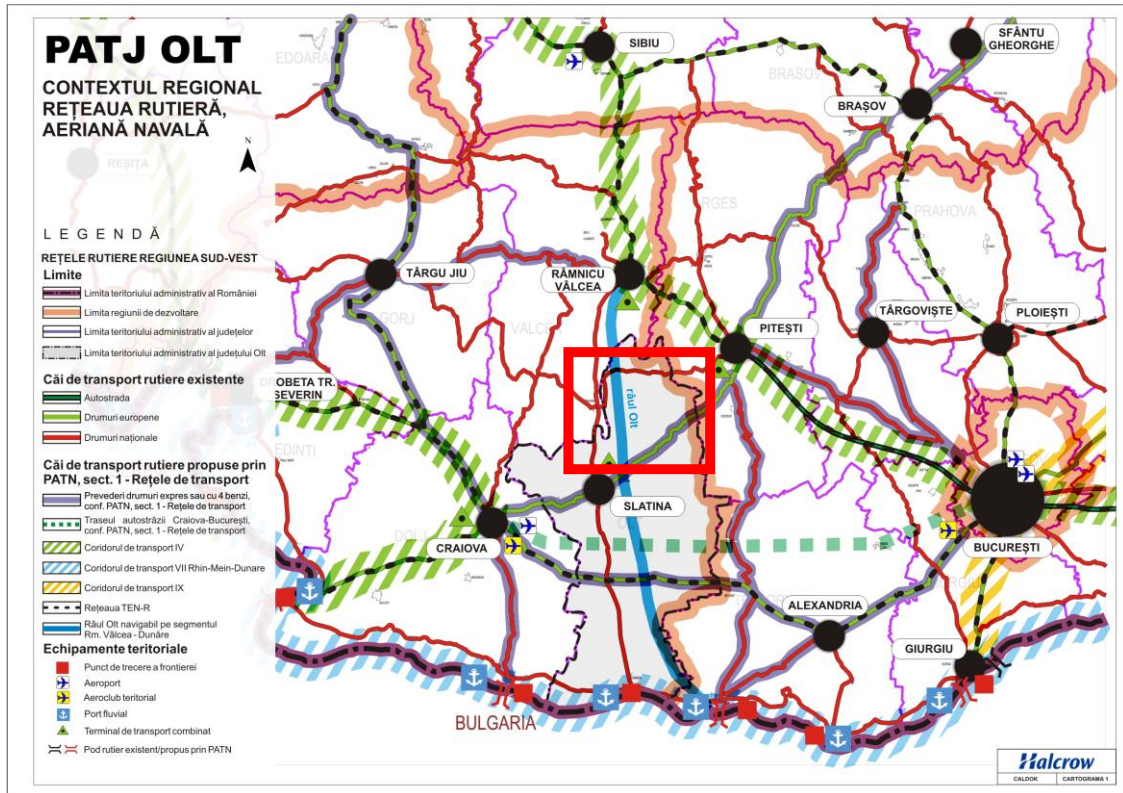 PATJ OLT
CONTEXTUL REGIONAL
REȚEAUA RUTIERĂ,
AERIANĂ NAVALĂ
N
REȘIȚA
L E G E N D Ă
REȚELE RUTIERE REGIUNEA SUD-VEST
Limite
Limita teritoriului administrativ al României
Limita regiunii de dezvoltare
Limita teritoriului administrativ al județelor
Limita teritoriului administrativ al județului Olt
Căi de transport rutiere existente
Autostrada
Drumuri europene
Drumuri naționale
Căi de transport rutiere propuse prin
PATN, sect. 1 - Rețele de transport
Prevederi drumuri expres sau cu 4 benzi,
conf. PATN, sect. 1 - Rețele de transport
Traseul autostrăzii Craiova-București,
conf. PATN, sect. 1 - Rețele de transport
Coridorul de transport IV
Coridorul de transport VII Rhin-Mein-Dunare
Coridorul de transport IX
Rețeaua TEN-R
Râul Olt navigabil pe segmentul
Rm. Vâlcea - Dunăre
Echipamente teritoriale
Punct de trecere a frontierei
Aeroport
Aeroclub teritorial
Port fluvial
Terminal de transport combinat
Pod rutier existent/propus prin PATN
EDOARA
SIBIU
BRASOV
SFÂNTU
GHEORGHE
BRAȘOV
RGES
PRAHOVA
TÂRGU JIU
RÂMNICU
VÂLCEA
GORJ
VALC
PITEȘTI
TÂRGOVIȘTE
PLOIEȘTI
OBETA TR.
SEVERIN
EDINTI
râul Olt
SLATINA
DOLJ
CRAIOVA
BUCUREȘTI
ALEXANDRIA
GIURGIU
BULGARIA
Halcrow
CALDOK
CARTOGRAMA 1